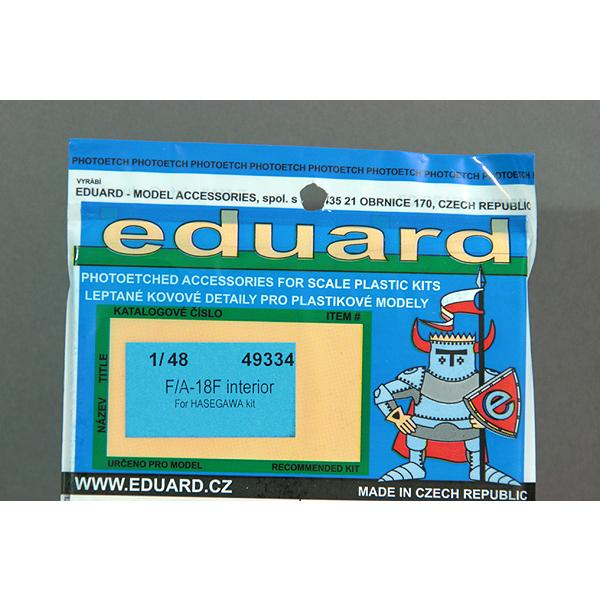 PHOTOETCH PHOTOETCH PHOTOETCH PHOTOETCH PHOTOETCH PHOTOETCH PHOTOETCH PHOTOETCH
VYRÁBÍ
EDUARD - MODEL ACCESSORIES, spol. s 435 21 OBRNICE 170, CZECH REPUBLIC
eduard
PHOTOETCHED ACCESSORIES FOR SCALE PLASTIC KITS
LEPTANÉ KOVOVÉ DETAILY PRO PLASTIKOVÉ MODELY
KATALOGOVÉ ČÍSLO ITEM #
NÁZEV TITLE
1/48 49334
F/A-18F interior
For HASEGAWA kit
e
URČENO PRO MODEL RECOMMENDED KIT
WWW.EDUARD.CZ MADE IN CZECH REPUBLIC